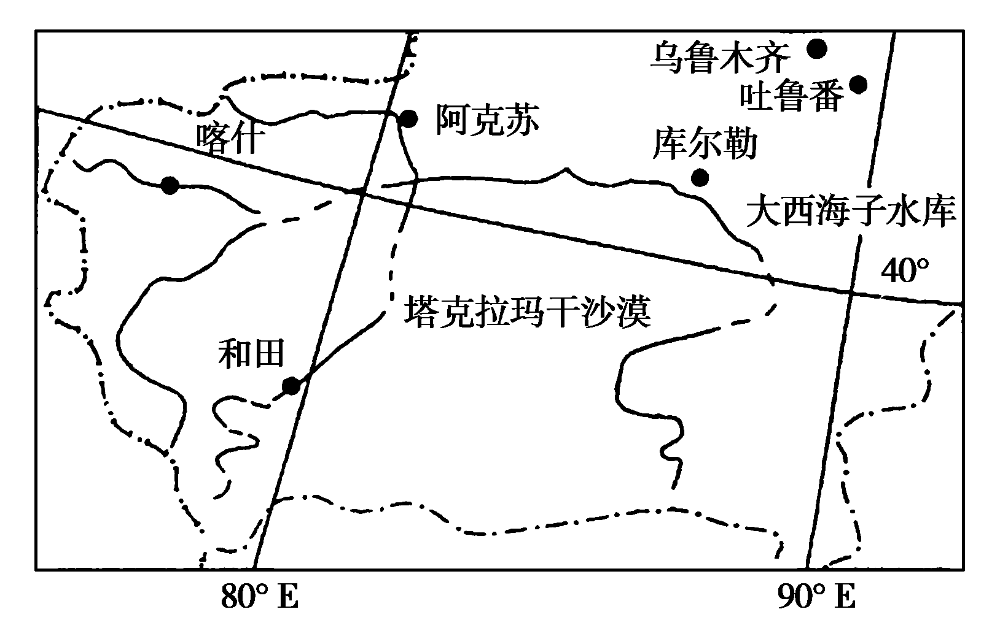 乌鲁木齐
吐鲁番
阿克苏
喀什
库尔勒
大西海子水库
40°
塔克拉玛干沙漠
和田
80° E
90° E